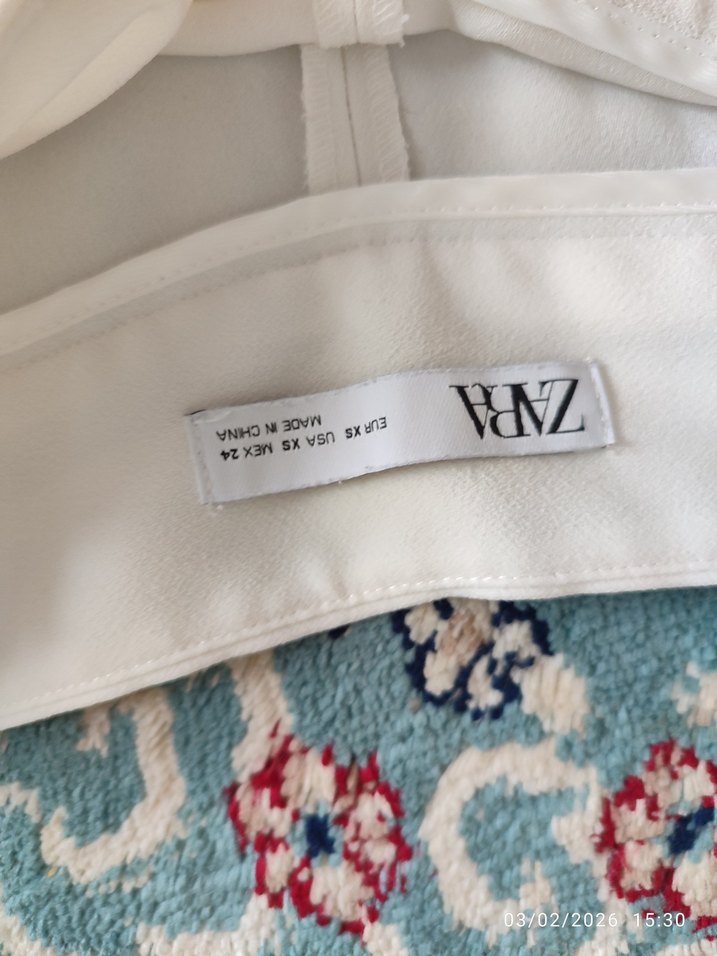 ZARA
EUR XS USA XS MEX 24
MADE IN CHINA
03/02/2026 15:30